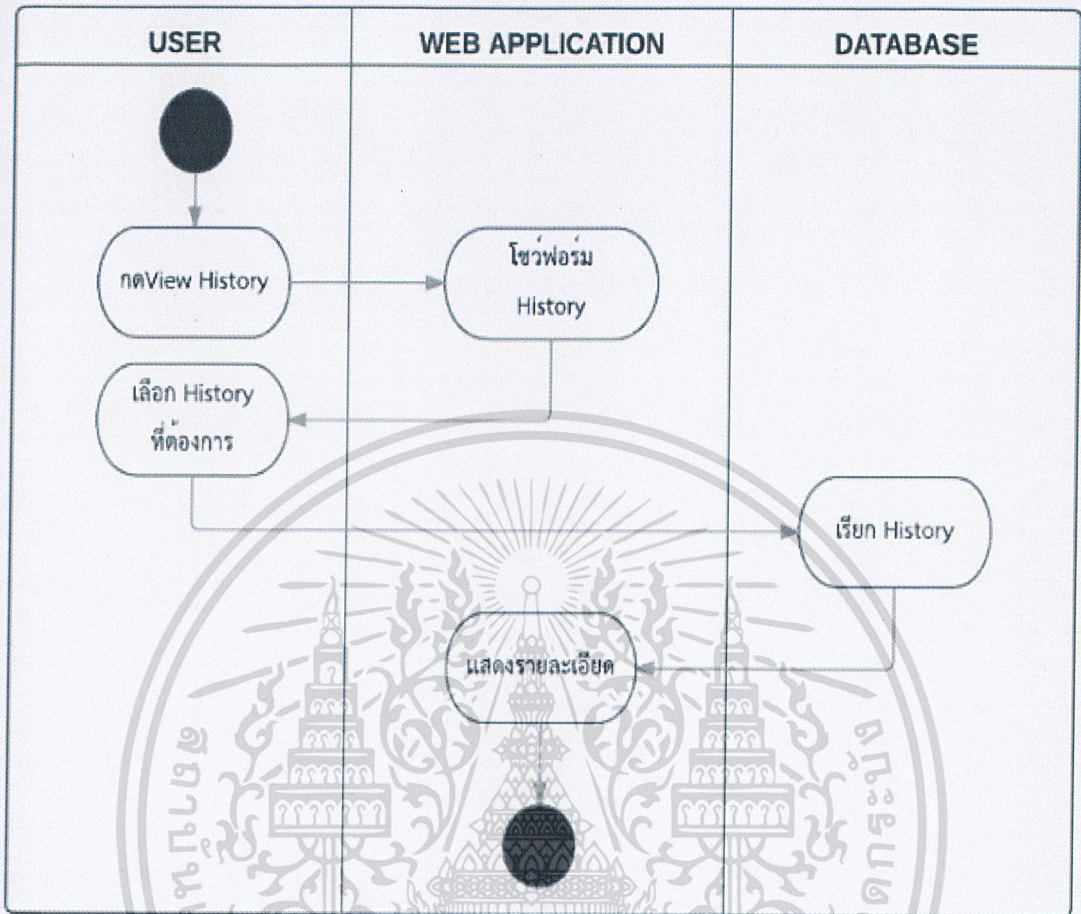 USER
WEB APPLICATION
DATABASE
กดView History
โชว์ฟอร์ม
History
เลือก History
ที่ต้องการ
เรียก History
แสดงรายละเอียด